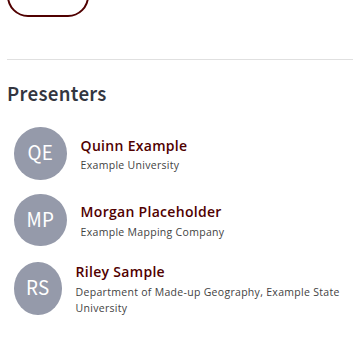 Presenters
QE
Quinn Example
Example University
MP
Morgan Placeholder
Example Mapping Company
RS
Riley Sample
Department of Made-up Geography, Example State
University